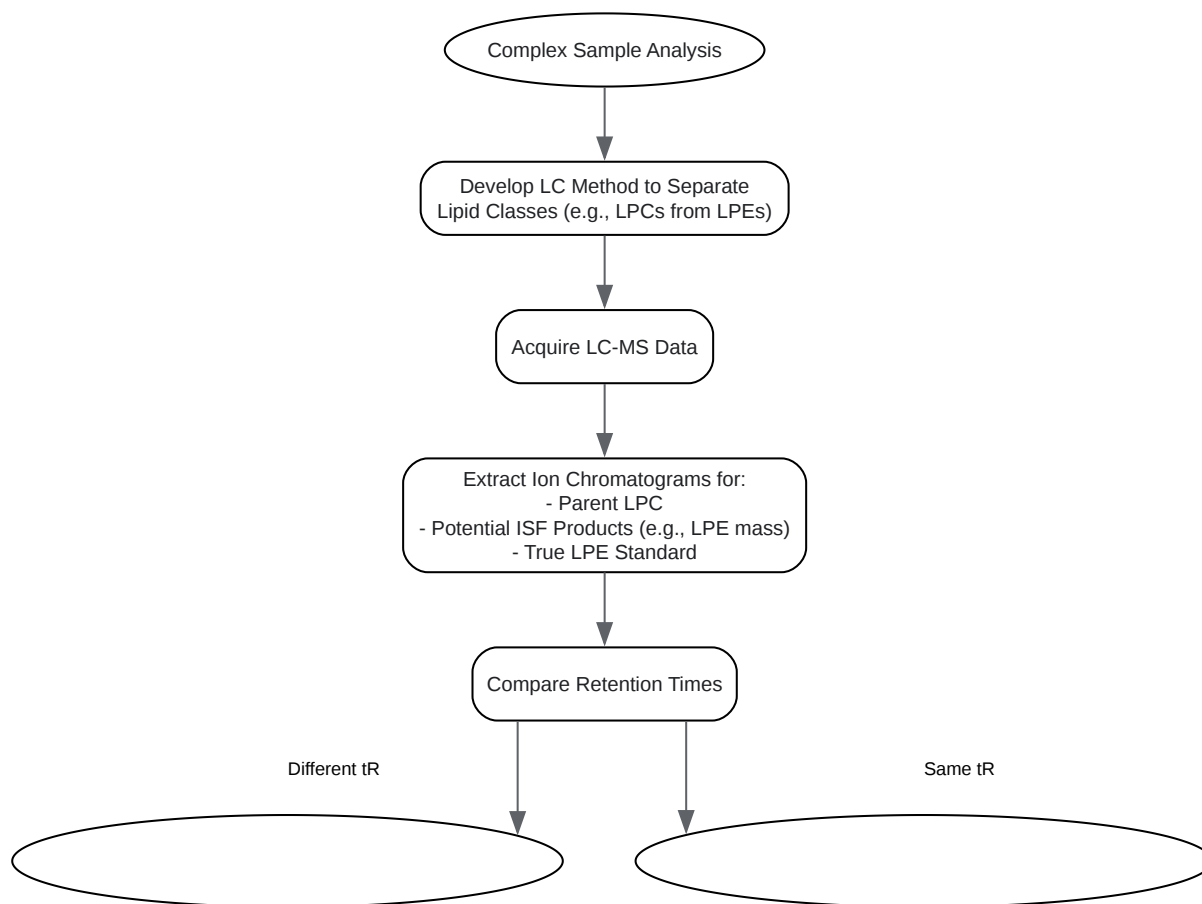 Complex Sample Analysis
Develop LC Method to Separate
Lipid Classes (e.g., LPCs from LPEs)
Acquire LC-MS Data
Extract Ion Chromatograms for:
- Parent LPC
- Potential ISF Products (e.g., LPE mass)
- True LPE Standard
Compare Retention Times
Different tR
Same tR